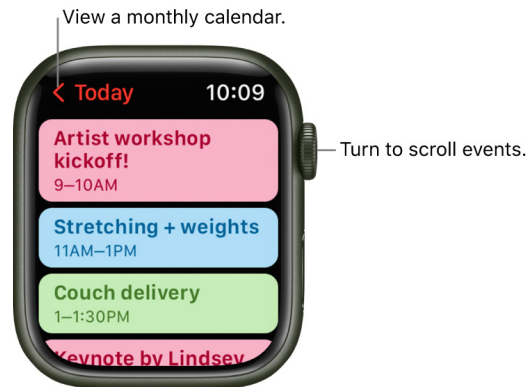 View a monthly calendar.
Today 10:09
Artist workshop
kickoff!
9–10AM
Turn to scroll events.
Stretching + weights
11AM–1PM
Couch delivery
1–1:30PM
Keynote by Lindsey